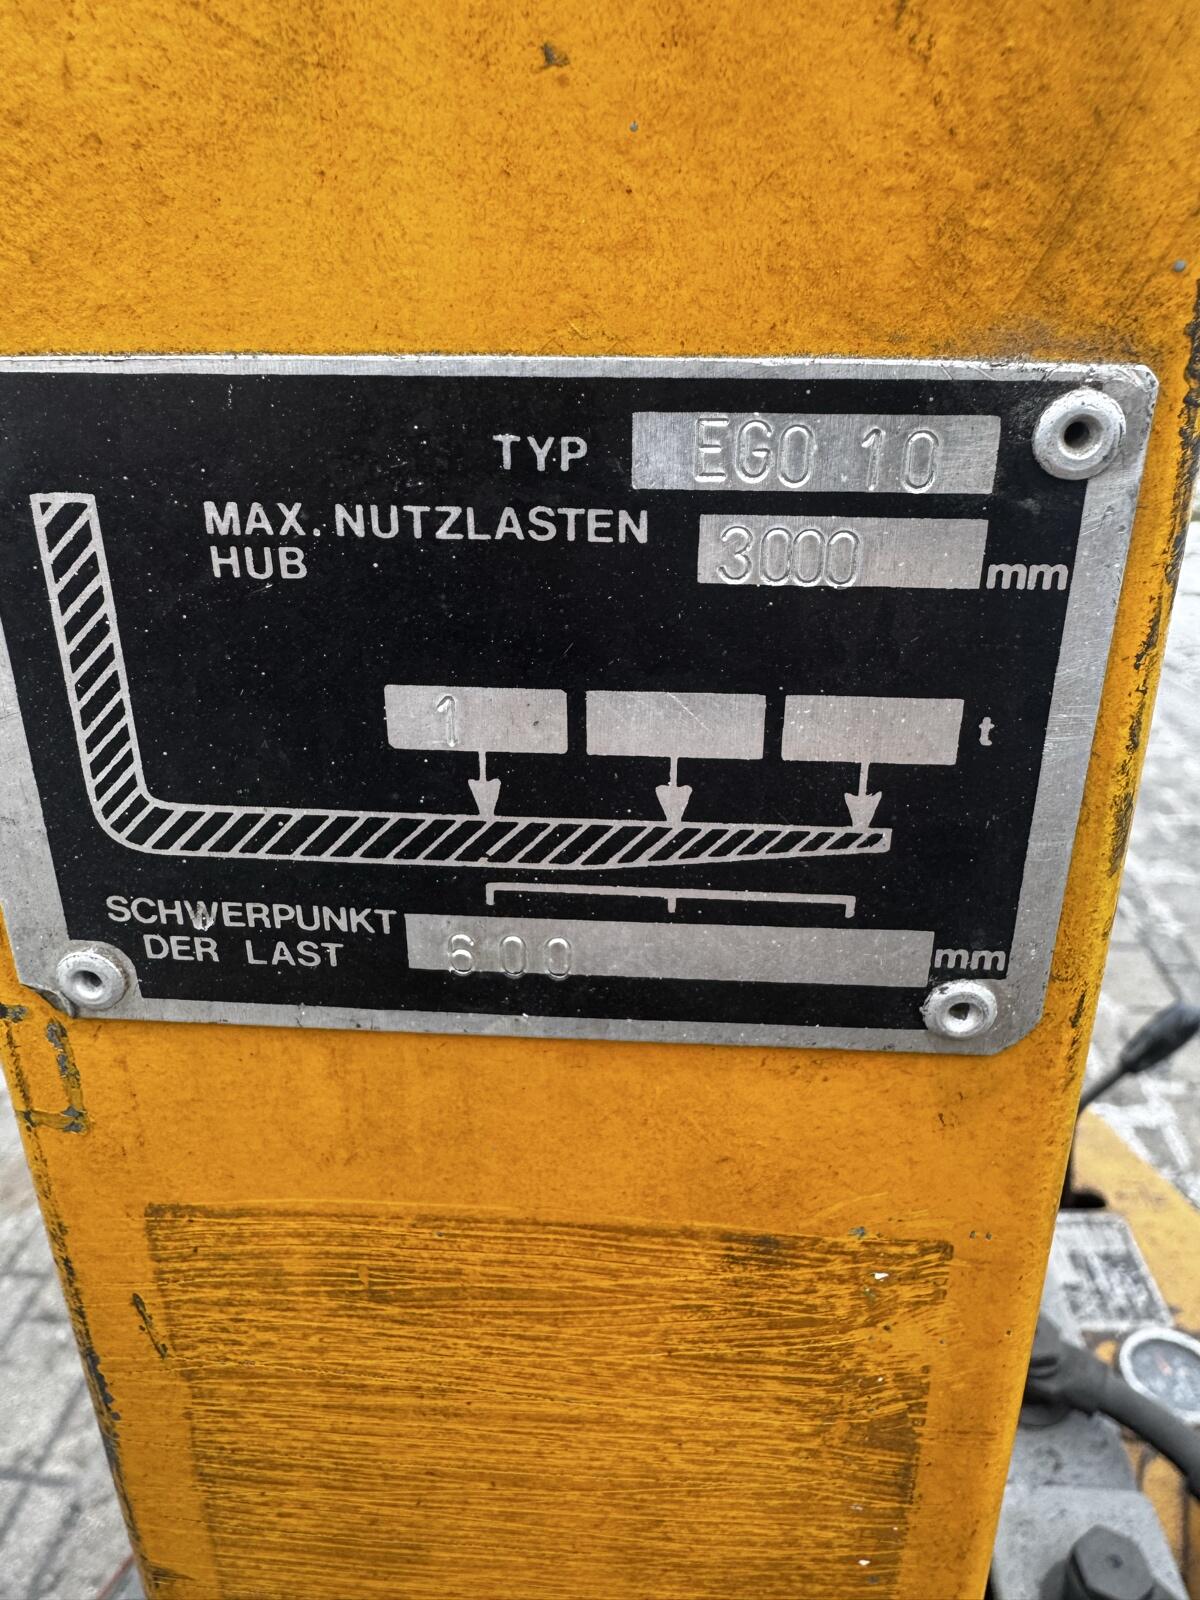 TYP EGO 10
MAX. NUTZLASTEN
HUB 3000 mm
1 t
SCHWERPUNKT
DER LAST 600 mm